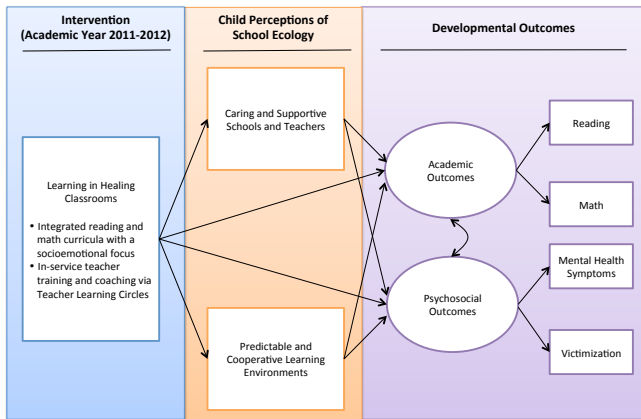 Intervention
(Academic Year 2011-2012)
Child Perceptions of
School Ecology
Developmental Outcomes
Learning in Healing
Classrooms
• Integrated reading and
math curricula with a
socioemotional focus
• In-service teacher
training and coaching via
Teacher Learning Circles
Caring and Supportive
Schools and Teachers
Predictable and
Cooperative Learning
Environments
Academic
Outcomes
Psychosocial
Outcomes
Reading
Math
Mental Health
Symptoms
Victimization